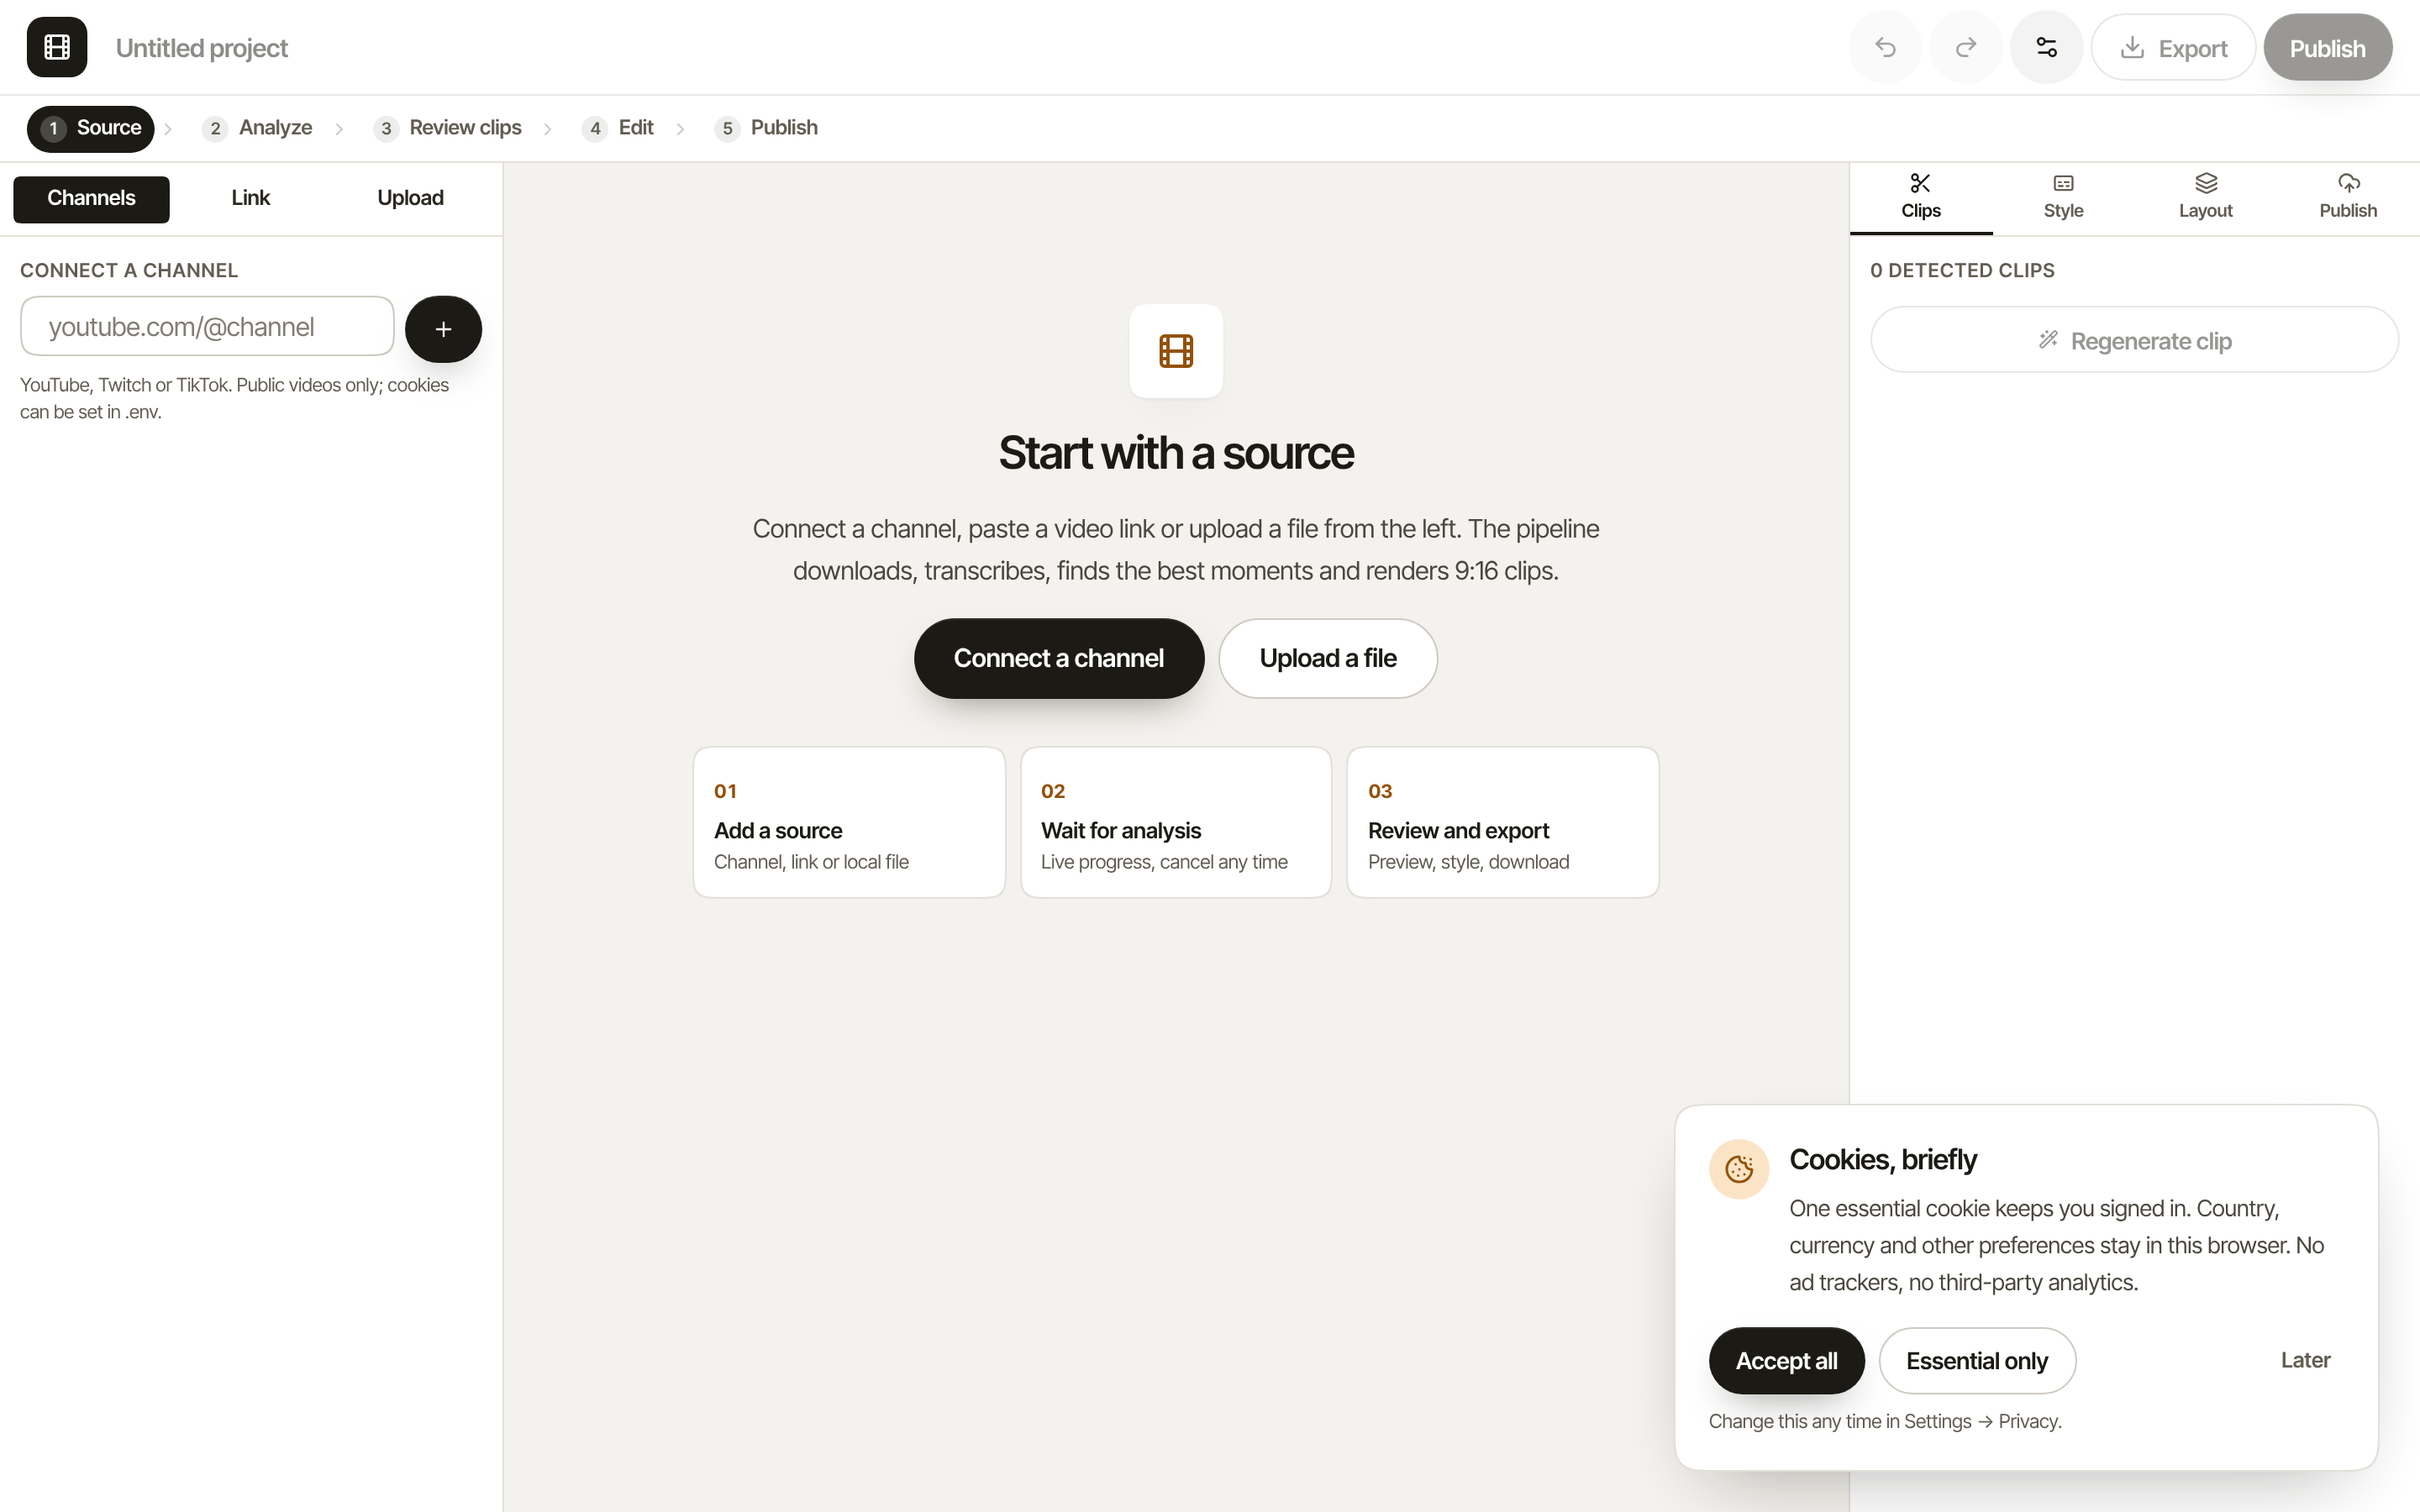 Untitled project
Export
Publish
1 Source
2 Analyze
3 Review clips
4 Edit
5 Publish
Channels
Link
Upload
CONNECT A CHANNEL
youtube.com/@channel
YouTube, Twitch or TikTok. Public videos only; cookies
can be set in .env.
Start with a source
Connect a channel, paste a video link or upload a file from the left. The pipeline
downloads, transcribes, finds the best moments and renders 9:16 clips.
Connect a channel
Upload a file
01
Add a source
Channel, link or local file
02
Wait for analysis
Live progress, cancel any time
03
Review and export
Preview, style, download
Clips
Style
Layout
Publish
0 DETECTED CLIPS
Regenerate clip
Cookies, briefly
One essential cookie keeps you signed in. Country,
currency and other preferences stay in this browser. No
ad trackers, no third-party analytics.
Accept all
Essential only
Later
Change this any time in Settings → Privacy.